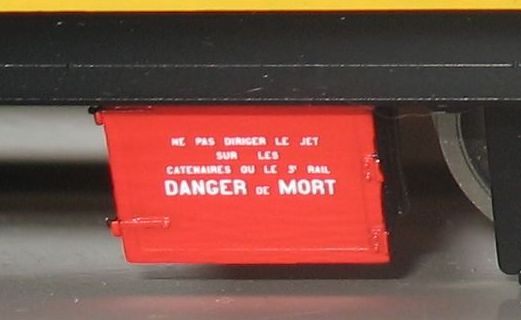 NE PAS DIRIGER LE JET
SUR LES
CATENAIRES OU LE 3ᵉ RAIL
DANGER DE MORT